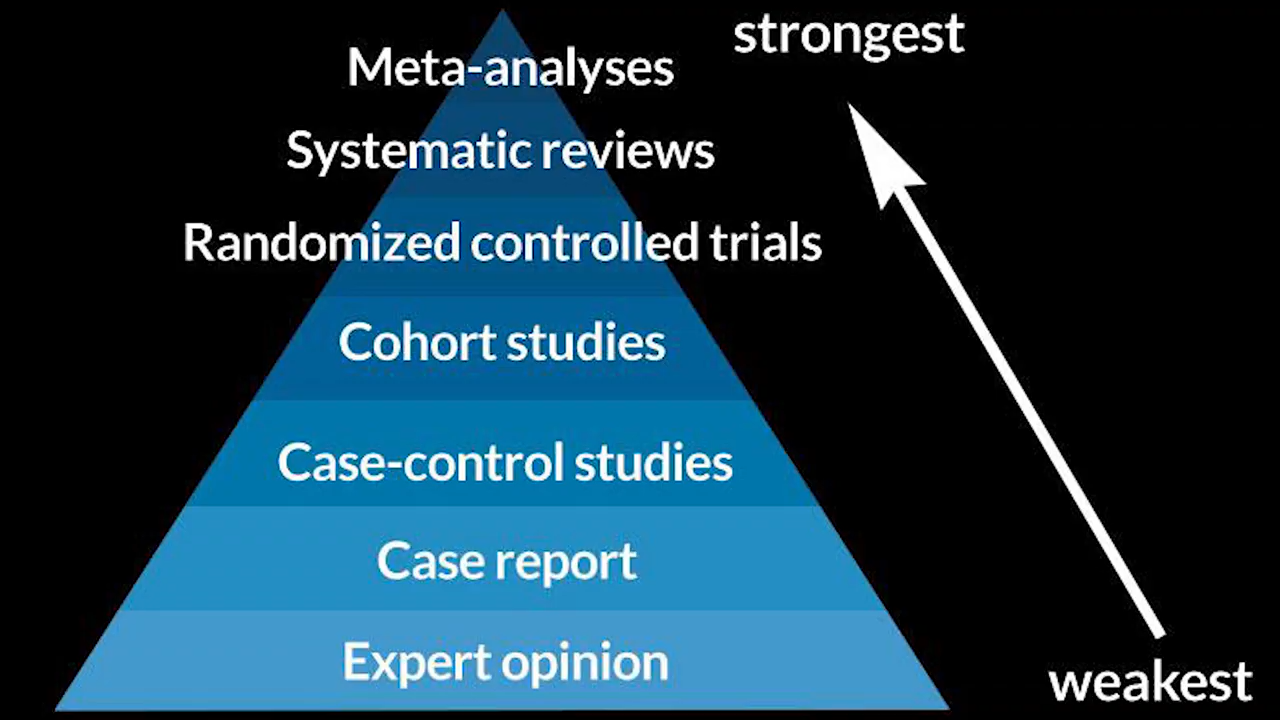 strongest
Meta-analyses
Systematic reviews
Randomized controlled trials
Cohort studies
Case-control studies
Case report
Expert opinion
weakest